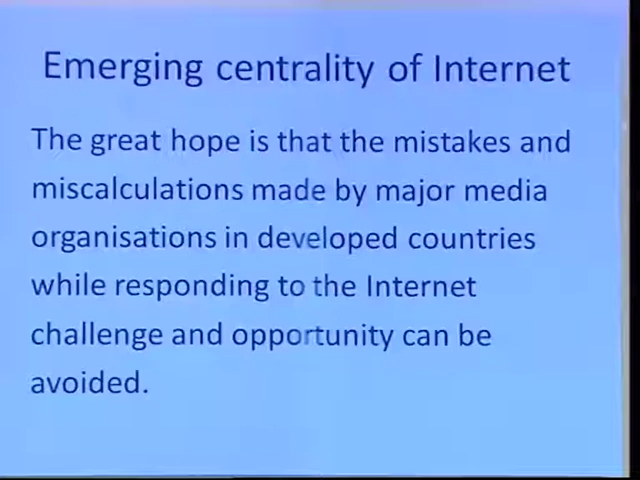 Emerging centrality of Internet
The great hope is that the mistakes and
miscalculations made by major media
organisations in developed countries
while responding to the Internet
challenge and opportunity can be
avoided.